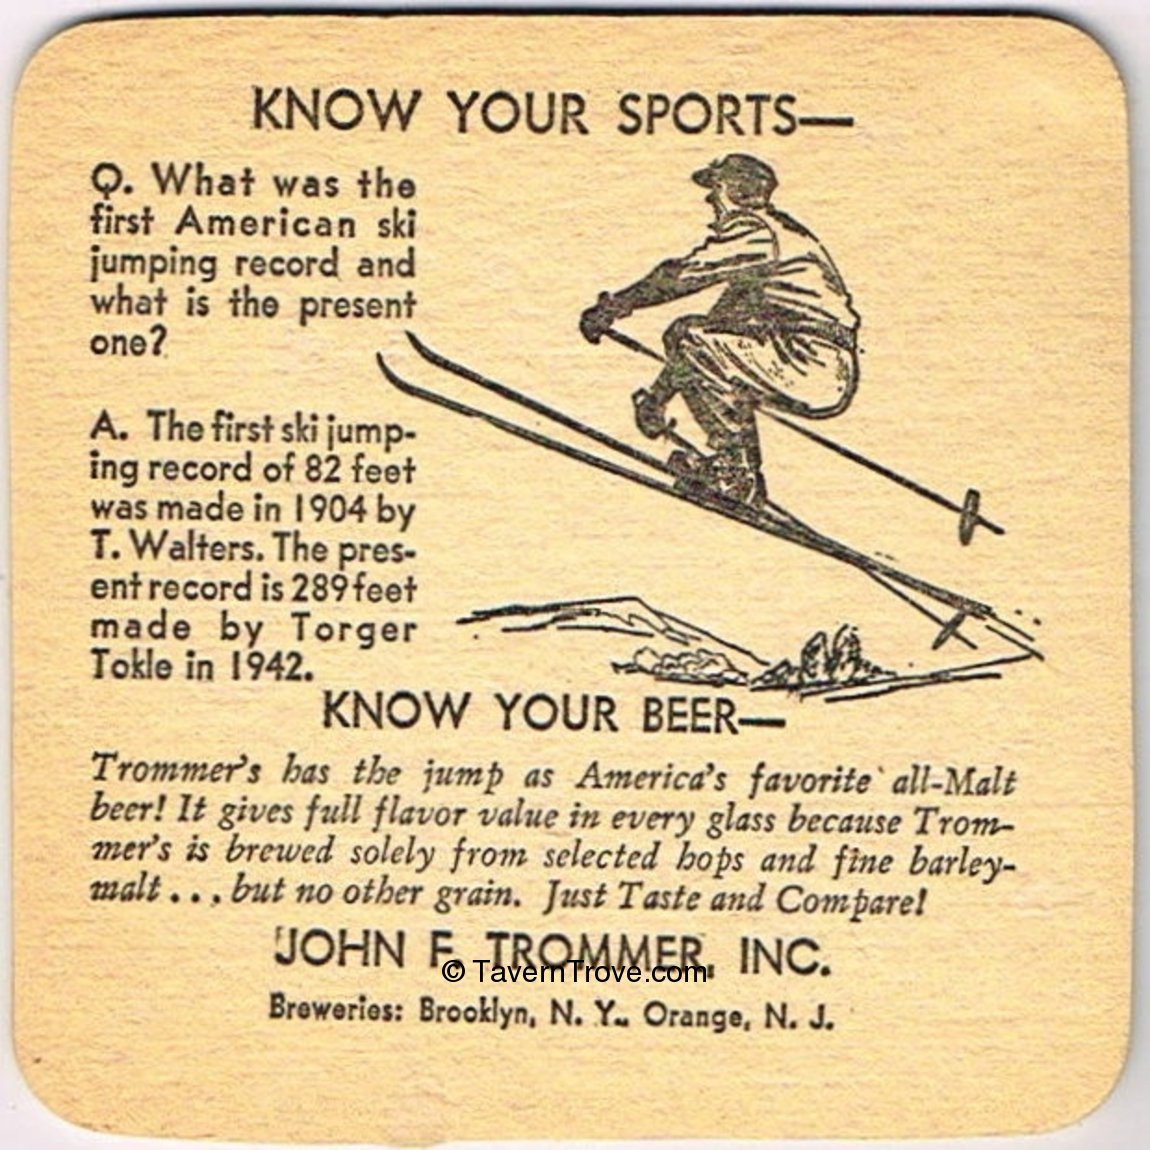 KNOW YOUR SPORTS—
Q. What was the
first American ski
jumping record and
what is the present
one?
A. The first ski jump-
ing record of 82 feet
was made in 1904 by
T. Walters. The pres-
ent record is 289 feet
made by Torger
Tokle in 1942.
KNOW YOUR BEER—
Trommer's has the jump as America's favorite all-Malt
beer! It gives full flavor value in every glass because Trom-
mer's is brewed solely from selected hops and fine barley-
malt . . . but no other grain. Just Taste and Compare!
JOHN F. TROMMER, INC.
© TavernTrove.com
Breweries: Brooklyn, N. Y., Orange, N. J.